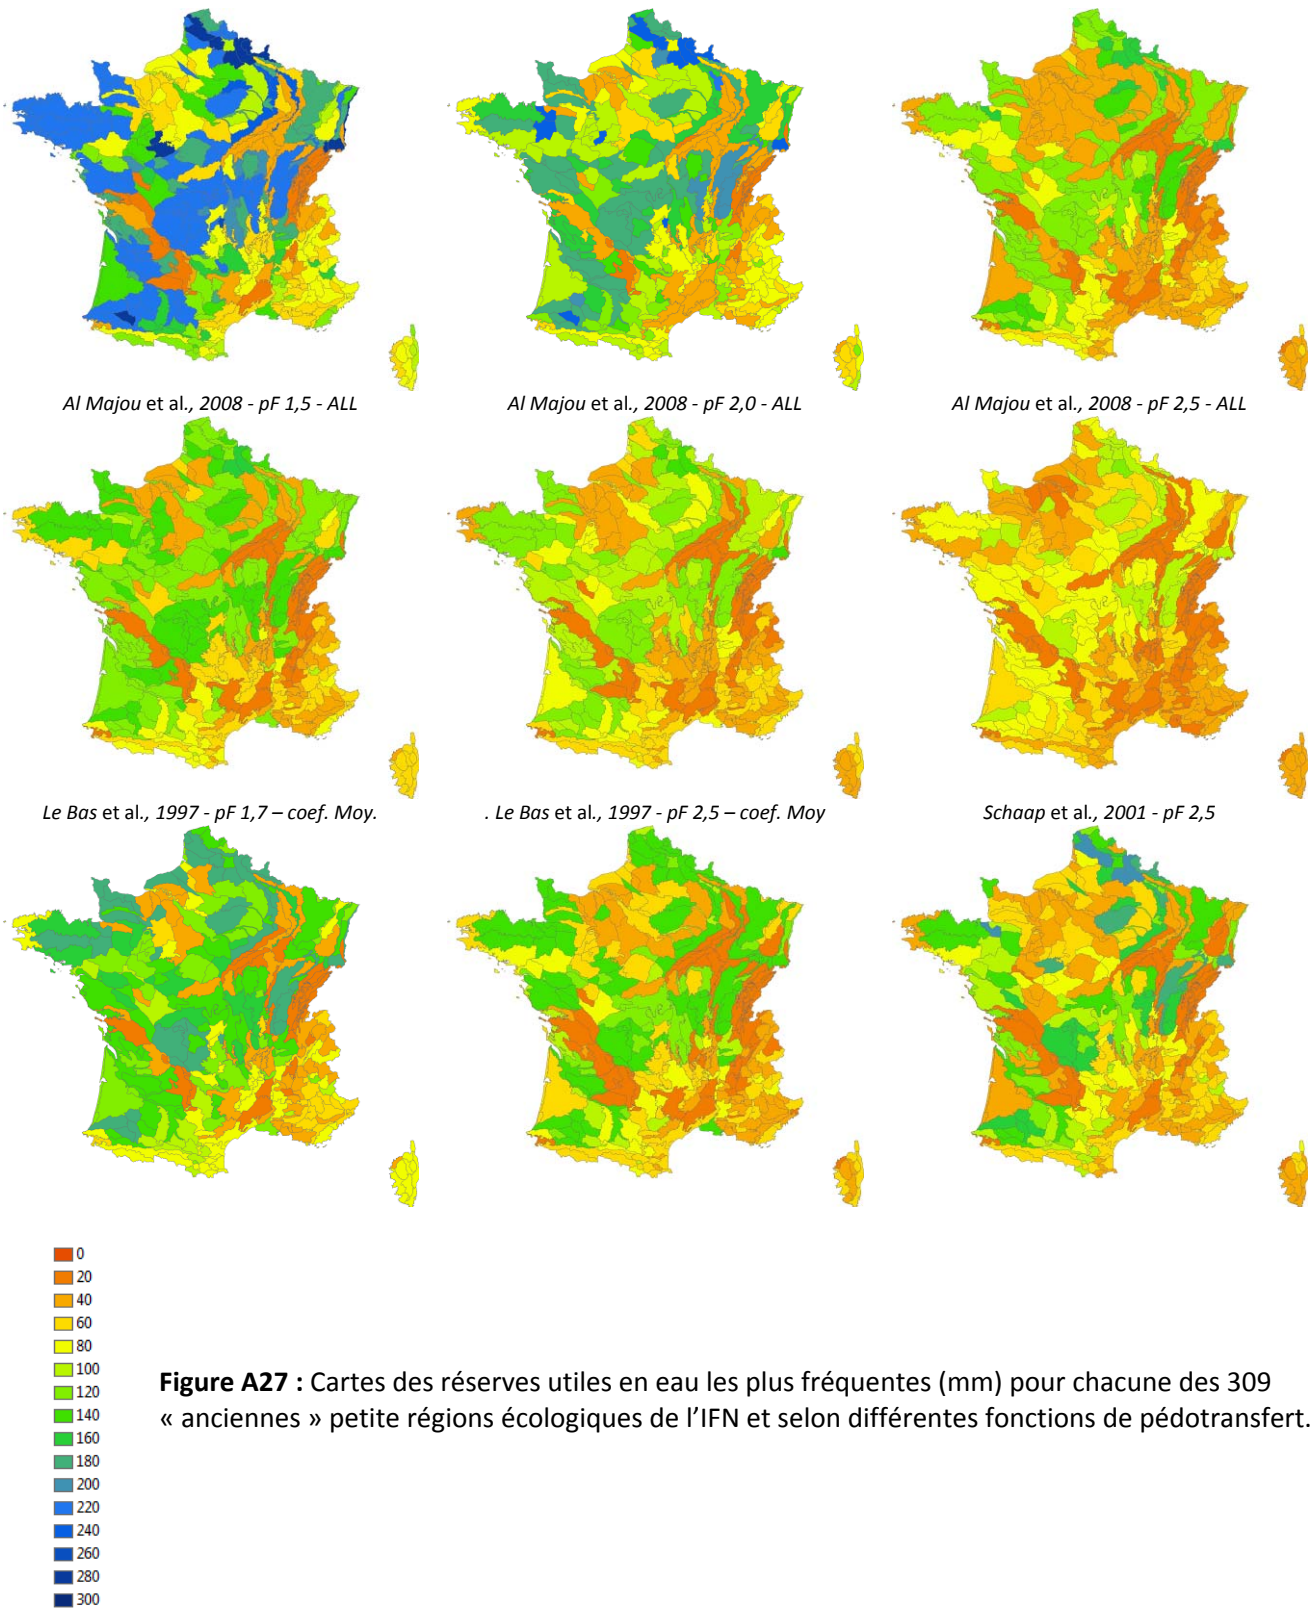 Al Majou et al., 2008 - pF 1,5 - ALL
Al Majou et al., 2008 - pF 2,0 - ALL
Al Majou et al., 2008 - pF 2,5 - ALL
Le Bas et al., 1997 - pF 1,7 – coef. Moy.
. Le Bas et al., 1997 - pF 2,5 – coef. Moy
Schaap et al., 2001 - pF 2,5
0
20
40
60
80
100
120
140
160
180
200
220
240
260
280
300
Figure A27 : Cartes des réserves utiles en eau les plus fréquentes (mm) pour chacune des 309
« anciennes » petite régions écologiques de l’IFN et selon différentes fonctions de pédotransfert.